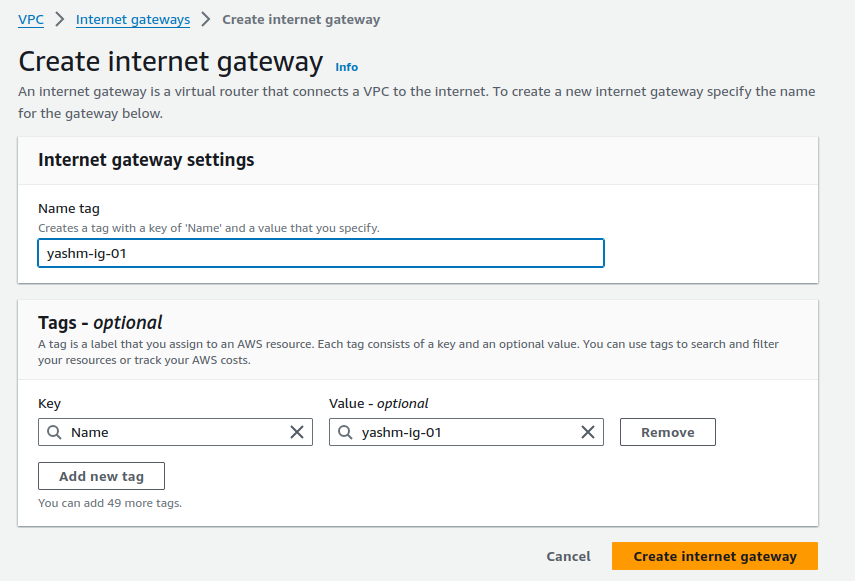 VPC > Internet gateways > Create internet gateway
Create internet gateway Info
An internet gateway is a virtual router that connects a VPC to the internet. To create a new internet gateway specify the name
for the gateway below.
Internet gateway settings
Name tag
Creates a tag with a key of 'Name' and a value that you specify.
yashm-ig-01
Tags - optional
A tag is a label that you assign to an AWS resource. Each tag consists of a key and an optional value. You can use tags to search and filter
your resources or track your AWS costs.
Key Value - optional
Name yashm-ig-01 Remove
Add new tag
You can add 49 more tags.
Cancel Create internet gateway